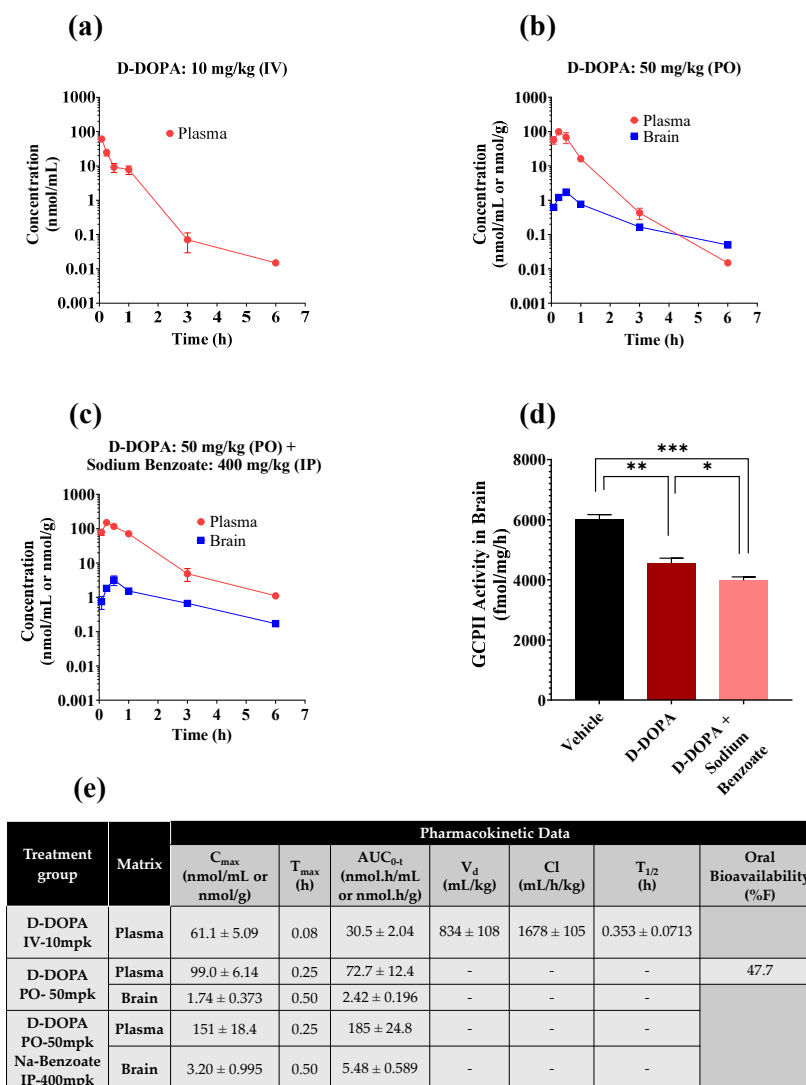 (a)
D-DOPA: 10 mg/kg (IV)
1000
100
10
1
0.1
0.01
0.001
Concentration
(nmol/mL)
Plasma
0 1 2 3 4 5 6 7
Time (h)
(b)
D-DOPA: 50 mg/kg (PO)
1000
100
10
1
0.1
0.01
0.001
Concentration
(nmol/mL or nmol/g)
Plasma
Brain
0 1 2 3 4 5 6 7
Time (h)
(c)
D-DOPA: 50 mg/kg (PO) +
Sodium Benzoate: 400 mg/kg (IP)
1000
100
10
1
0.1
0.01
0.001
Concentration
(nmol/mL or nmol/g)
Plasma
Brain
0 1 2 3 4 5 6 7
Time (h)
(d)
8000
6000
4000
2000
0
GCPII Activity in Brain
(fmol/mg/h)
***
** *
Vehicle
D-DOPA
D-DOPA +
Sodium
Benzoate
(e)
Pharmacokinetic Data
Treatment
group
Matrix
Cmax
(nmol/mL or
nmol/g)
Tmax
(h)
AUC0-t
(nmol.h/mL
or nmol.h/g)
Vd
(mL/kg)
Cl
(mL/h/kg)
T1/2
(h)
Oral
Bioavailability
(%F)
D-DOPA
IV-10mpk
Plasma 61.1 ± 5.09 0.08 30.5 ± 2.04 834 ± 108 1678 ± 105 0.353 ± 0.0713
D-DOPA
PO- 50mpk
Plasma 99.0 ± 6.14 0.25 72.7 ± 12.4 - - - 47.7
Brain 1.74 ± 0.373 0.50 2.42 ± 0.196 - - -
D-DOPA
PO-50mpk
Na-Benzoate
IP-400mpk
Plasma 151 ± 18.4 0.25 185 ± 24.8 - - -
Brain 3.20 ± 0.995 0.50 5.48 ± 0.589 - - -